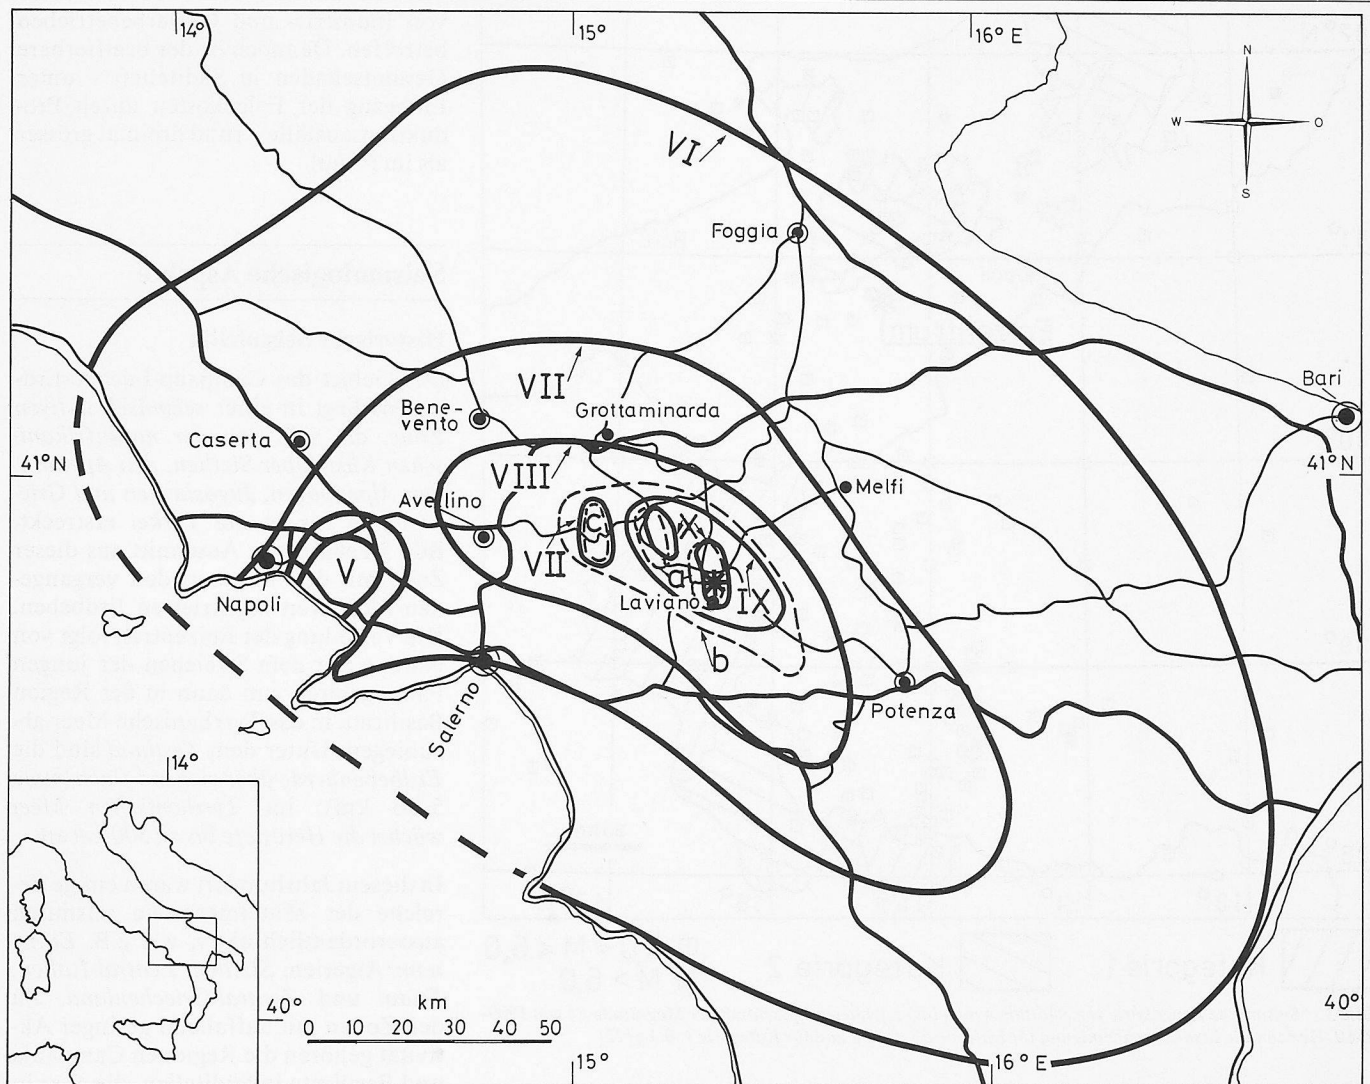 14°
15°
16° E
N
W
O
S
VI
Foggia
VII
Bari
Bene-
vento
Grottaminarda
Caserta
41°N
41°N
VIII
Avellino
Melfi
C
X
V
VII
a
Napoli
Laviano
IX
b
Potenza
Salerno
14°
40°
km
0 10 20 30 40 50
40°
15°
16° E